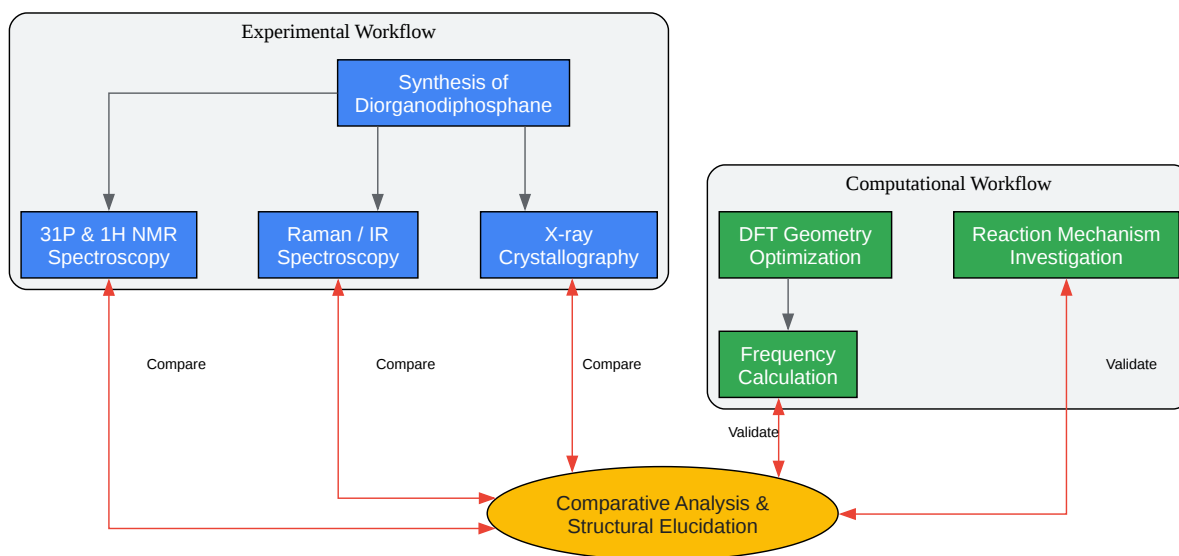 Experimental Workflow
Synthesis of
Diorganodiphosphane
31P & 1H NMR
Spectroscopy
Raman / IR
Spectroscopy
X-ray
Crystallography
Computational Workflow
DFT Geometry
Optimization
Reaction Mechanism
Investigation
Frequency
Calculation
Compare
Compare
Compare
Validate
Validate
Comparative Analysis &
Structural Elucidation